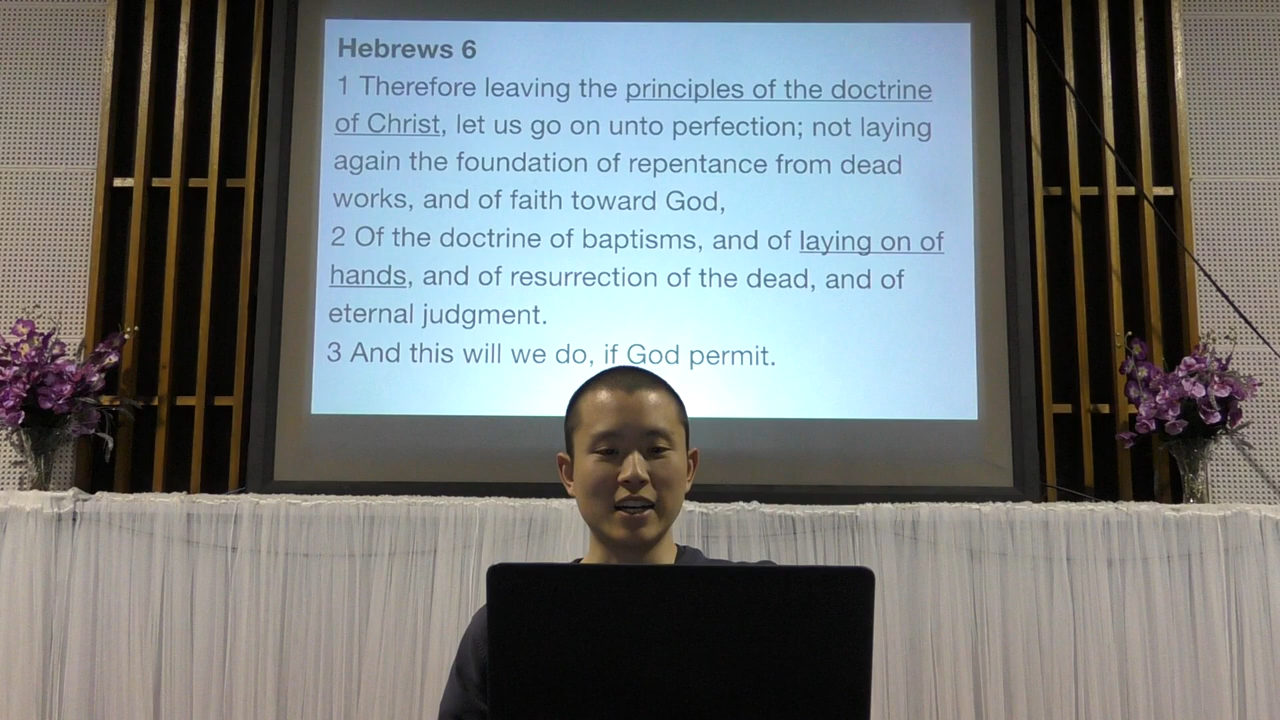 Hebrews 6
1 Therefore leaving the principles of the doctrine
of Christ, let us go on unto perfection; not laying
again the foundation of repentance from dead
works, and of faith toward God,
2 Of the doctrine of baptisms, and of laying on of
hands, and of resurrection of the dead, and of
eternal judgment.
3 And this will we do, if God permit.